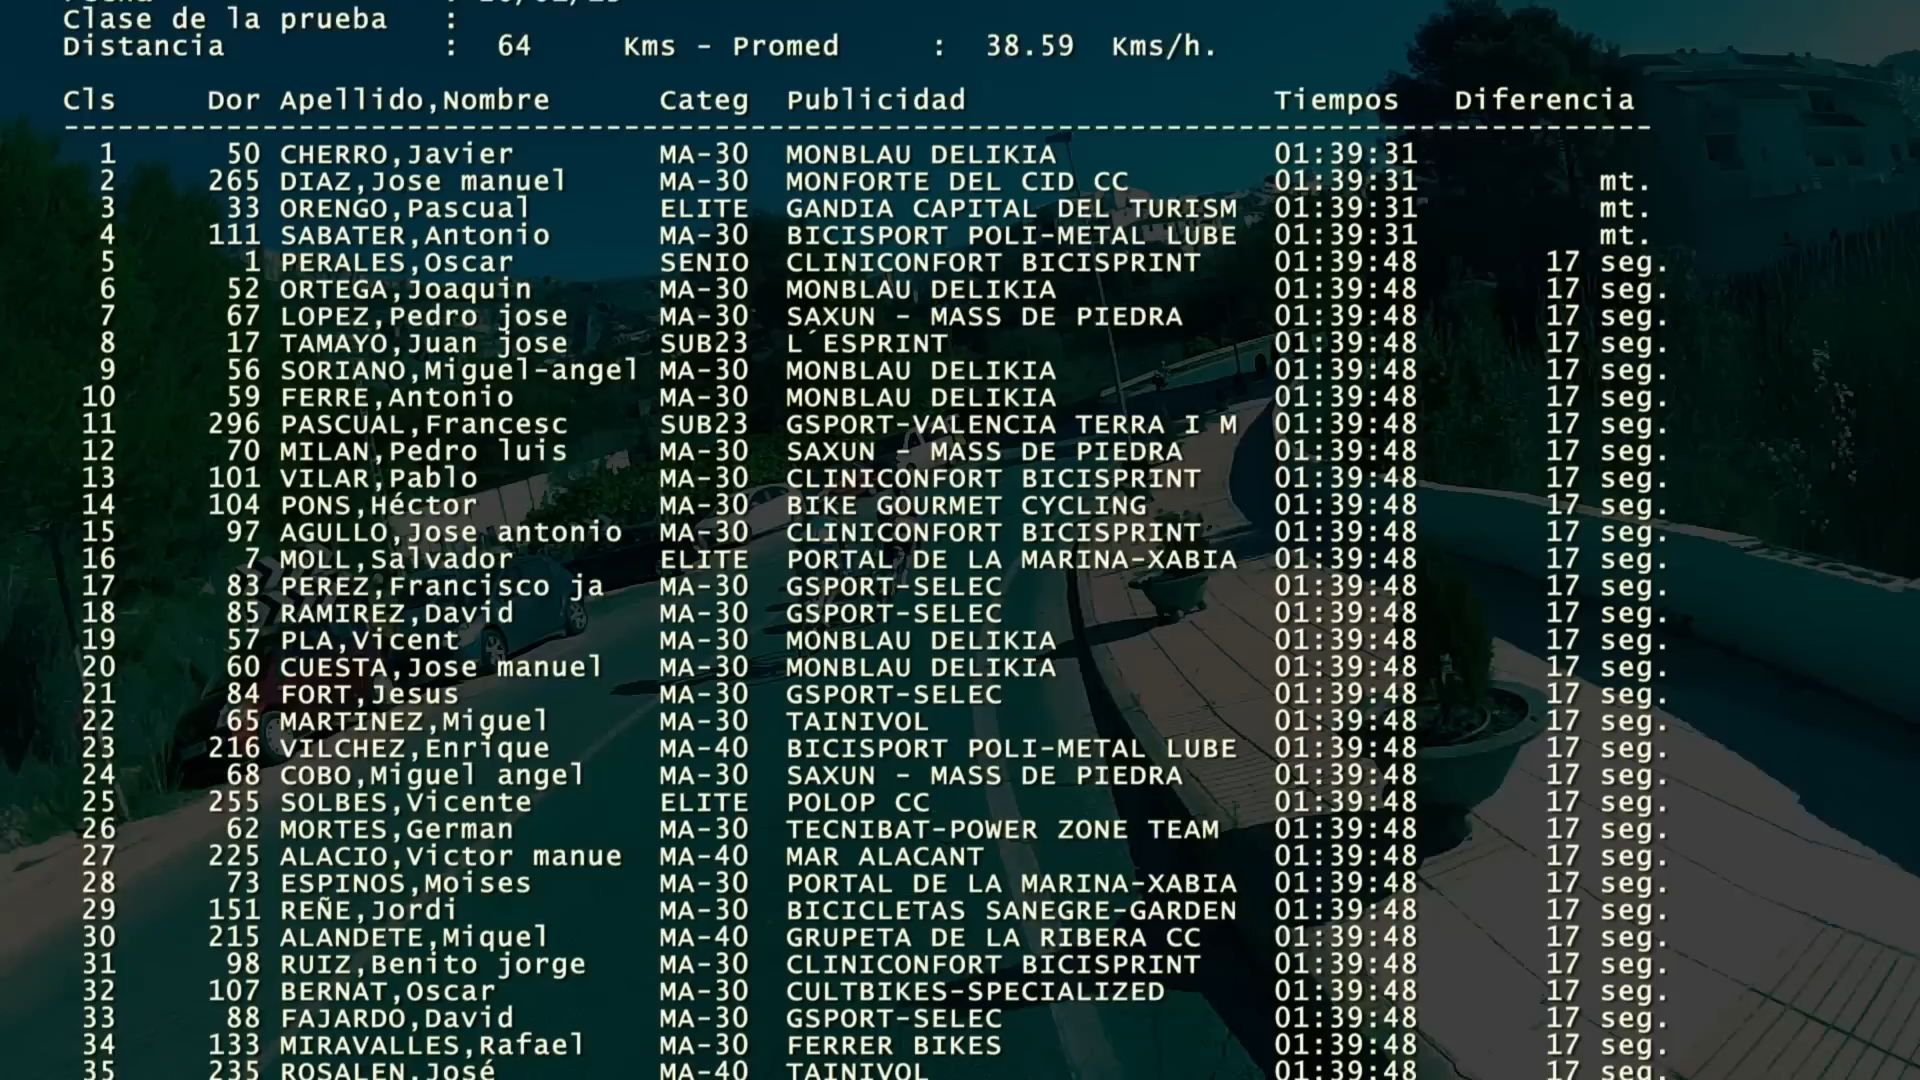 Clase de la prueba :
Distancia : 64 Kms - Promed : 38.59 Kms/h.
Cls Dor Apellido,Nombre Categ Publicidad Tiempos Diferencia
1 50 CHERRO,Javier MA-30 MONBLAU DELIKIA 01:39:31
2 265 DIAZ,Jose manuel MA-30 MONFORTE DEL CID CC 01:39:31 mt.
3 33 ORENGO,Pascual ELITE GANDIA CAPITAL DEL TURISM 01:39:31 mt.
4 111 SABATER,Antonio MA-30 BICISPORT POLI-METAL LUBE 01:39:31 mt.
5 1 PERALES,Oscar SENIO CLINICONFORT BICISPRINT 01:39:48 17 seg.
6 52 ORTEGA,Joaquin MA-30 MONBLAU DELIKIA 01:39:48 17 seg.
7 67 LOPEZ,Pedro jose MA-30 SAXUN - MASS DE PIEDRA 01:39:48 17 seg.
8 17 TAMAYO,Juan jose SUB23 L´ESPRINT 01:39:48 17 seg.
9 56 SORIANO,Miguel-angel MA-30 MONBLAU DELIKIA 01:39:48 17 seg.
10 59 FERRE,Antonio MA-30 MONBLAU DELIKIA 01:39:48 17 seg.
11 296 PASCUAL,Francesc SUB23 GSPORT-VALENCIA TERRA I M 01:39:48 17 seg.
12 70 MILAN,Pedro luis MA-30 SAXUN - MASS DE PIEDRA 01:39:48 17 seg.
13 101 VILAR,Pablo MA-30 CLINICONFORT BICISPRINT 01:39:48 17 seg.
14 104 PONS,Héctor MA-30 BIKE GOURMET CYCLING 01:39:48 17 seg.
15 97 AGULLO,Jose antonio MA-30 CLINICONFORT BICISPRINT 01:39:48 17 seg.
16 7 MOLL,Salvador ELITE PORTAL DE LA MARINA-XABIA 01:39:48 17 seg.
17 83 PEREZ,Francisco ja MA-30 GSPORT-SELEC 01:39:48 17 seg.
18 85 RAMIREZ,David MA-30 GSPORT-SELEC 01:39:48 17 seg.
19 57 PLA,Vicent MA-30 MONBLAU DELIKIA 01:39:48 17 seg.
20 60 CUESTA,Jose manuel MA-30 MONBLAU DELIKIA 01:39:48 17 seg.
21 84 FORT,Jesus MA-30 GSPORT-SELEC 01:39:48 17 seg.
22 65 MARTINEZ,Miguel MA-30 TAINIVOL 01:39:48 17 seg.
23 216 VILCHEZ,Enrique MA-40 BICISPORT POLI-METAL LUBE 01:39:48 17 seg.
24 68 COBO,Miguel angel MA-30 SAXUN - MASS DE PIEDRA 01:39:48 17 seg.
25 255 SOLBES,Vicente ELITE POLOP CC 01:39:48 17 seg.
26 62 MORTES,German MA-30 TECNIBAT-POWER ZONE TEAM 01:39:48 17 seg.
27 225 ALACIO,Victor manue MA-40 MAR ALACANT 01:39:48 17 seg.
28 73 ESPINOS,Moises MA-30 PORTAL DE LA MARINA-XABIA 01:39:48 17 seg.
29 151 REÑE,Jordi MA-30 BICICLETAS SANEGRE-GARDEN 01:39:48 17 seg.
30 215 ALANDETE,Miquel MA-40 GRUPETA DE LA RIBERA CC 01:39:48 17 seg.
31 98 RUIZ,Benito jorge MA-30 CLINICONFORT BICISPRINT 01:39:48 17 seg.
32 107 BERNAT,Oscar MA-30 CULTBIKES-SPECIALIZED 01:39:48 17 seg.
33 88 FAJARDO,David MA-30 GSPORT-SELEC 01:39:48 17 seg.
34 133 MIRAVALLES,Rafael MA-30 FERRER BIKES 01:39:48 17 seg.
35 235 ROSALEN,José MA-40 TAINIVOL 01:39:48 17 seg.